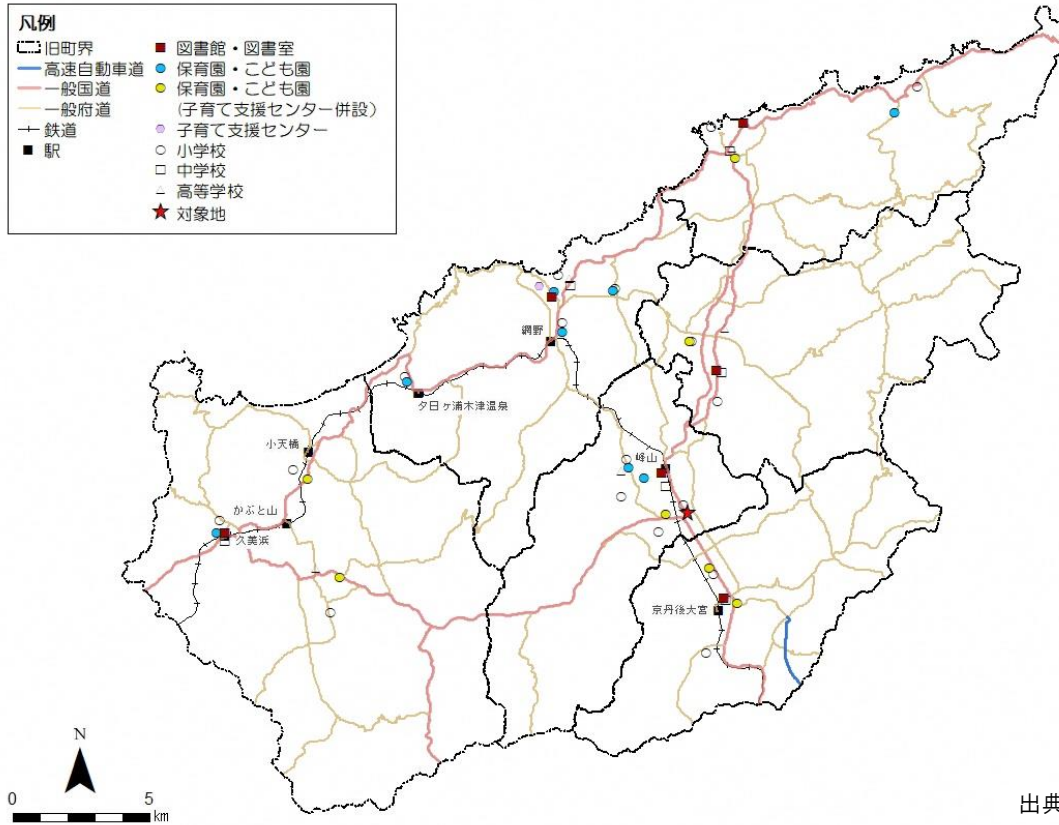 凡例
旧町界
高速自動車道
一般国道
一般府道
鉄道
駅
図書館・図書室
保育園・こども園
保育園・こども園
(子育て支援センター併設)
子育て支援センター
小学校
中学校
高等学校
対象地
網野
夕日ヶ浦木津温泉
小天橋
峰山
かぶと山
久美浜
京丹後大宮
N
0 5
km
出典